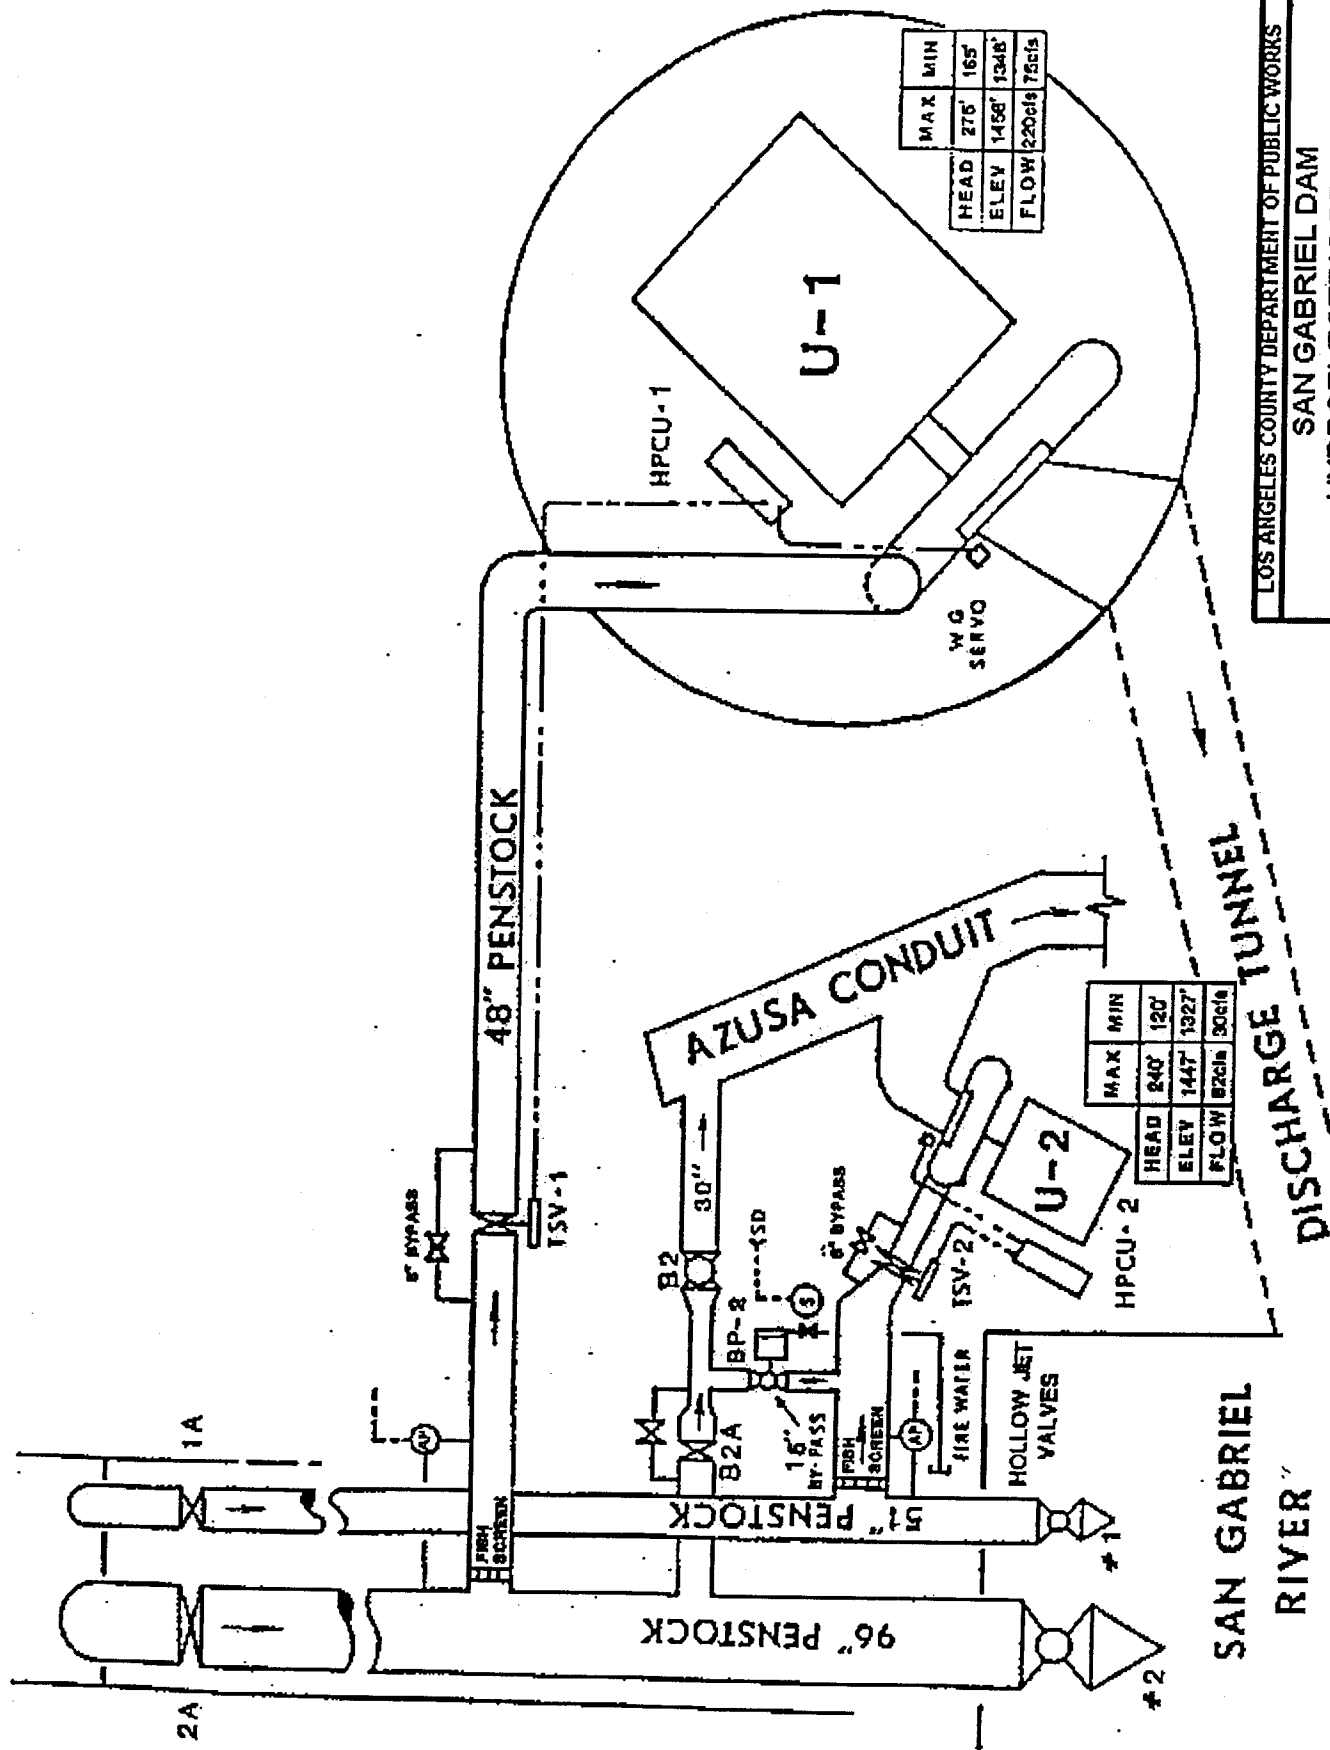 LOS ANGELES COUNTY DEPARTMENT OF PUBLIC WORKS
SAN GABRIEL DAM
MAX MIN
HEAD 275' 165'
ELEV 1456' 1348'
FLOW 220cfs 75cfs
U-1
HPCU-1
W G
SERVO
48" PENSTOCK
8" BYPASS
TSV-1
1A
2A
AP
FISH
SCREEN
96" PENSTOCK
51" PENSTOCK
B2A
B2
30"
AZUSA CONDUIT
BP-2
SD
S
16"
BY-PASS
FISH
SCREEN
AP
FIRE WATER
8" BYPASS
TSV-2
HPCU-2
U-2
MAX MIN
HEAD 240' 120'
ELEV 1447' 1327'
FLOW 82cfs 30cfs
DISCHARGE TUNNEL
HOLLOW JET
VALVES
#1
#2
SAN GABRIEL
RIVER